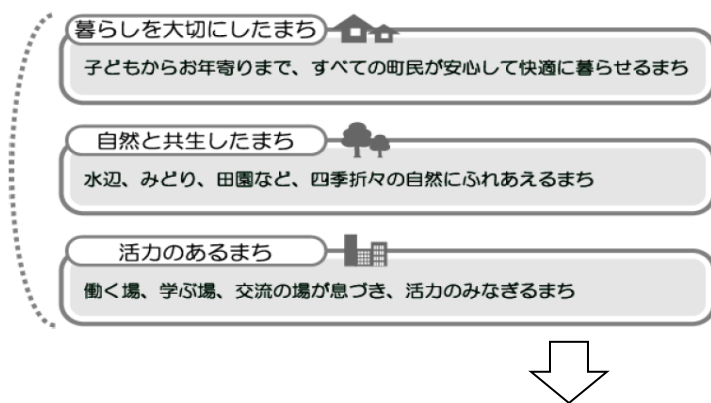 暮らしを大切にしたまち
子どもからお年寄りまで、すべての町民が安心して快適に暮らせるまち
自然と共生したまち
水辺、みどり、田園など、四季折々の自然にふれあえるまち
活力のあるまち
働く場、学ぶ場、交流の場が息づき、活力のみなぎるまち